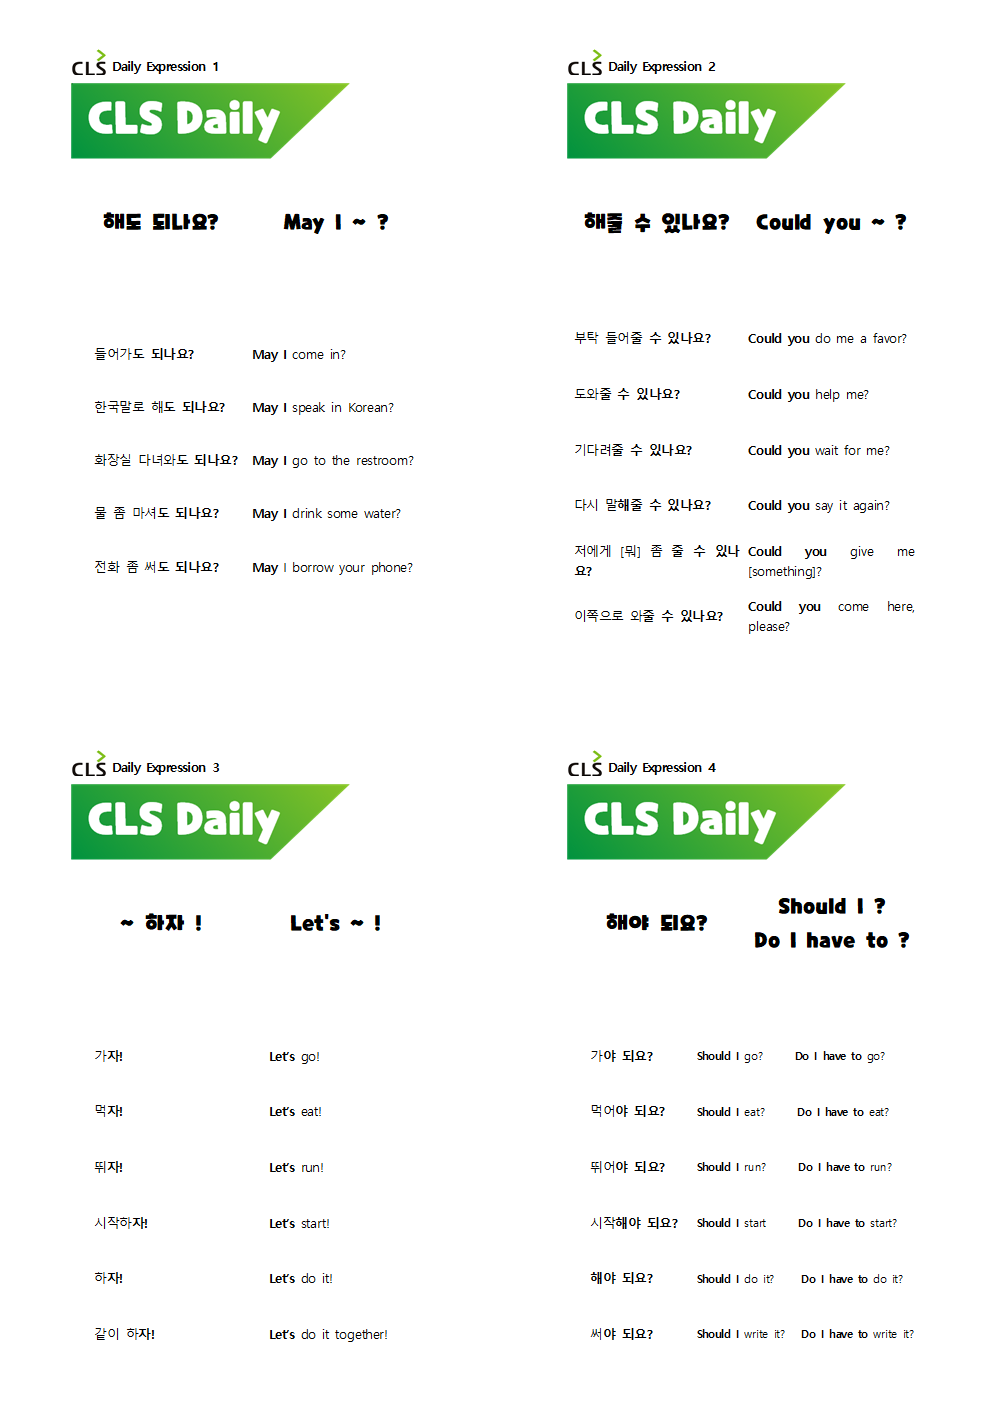 CLS Daily Expression 1
CLS Daily
해도 되나요? May I ~ ?
들어가도 되나요? May I come in?
한국말로 해도 되나요? May I speak in Korean?
화장실 다녀와도 되나요? May I go to the restroom?
물 좀 마셔도 되나요? May I drink some water?
전화 좀 써도 되나요? May I borrow your phone?
CLS Daily Expression 2
CLS Daily
해줄 수 있나요? Could you ~ ?
부탁 들어줄 수 있나요? Could you do me a favor?
도와줄 수 있나요? Could you help me?
기다려줄 수 있나요? Could you wait for me?
다시 말해줄 수 있나요? Could you say it again?
저에게 [뭐] 좀 줄 수 있나
요?
Could you give me
[something]?
이쪽으로 와줄 수 있나요?
Could you come here,
please?
CLS Daily Expression 3
CLS Daily
~ 하자 ! Let's ~ !
가자! Let's go!
먹자! Let's eat!
뛰자! Let's run!
시작하자! Let's start!
하자! Let's do it!
같이 하자! Let's do it together!
CLS Daily Expression 4
CLS Daily
해야 되요?
Should I ?
Do I have to ?
가야 되요? Should I go? Do I have to go?
먹어야 되요? Should I eat? Do I have to eat?
뛰어야 되요? Should I run? Do I have to run?
시작해야 되요? Should I start Do I have to start?
해야 되요? Should I do it? Do I have to do it?
써야 되요? Should I write it? Do I have to write it?